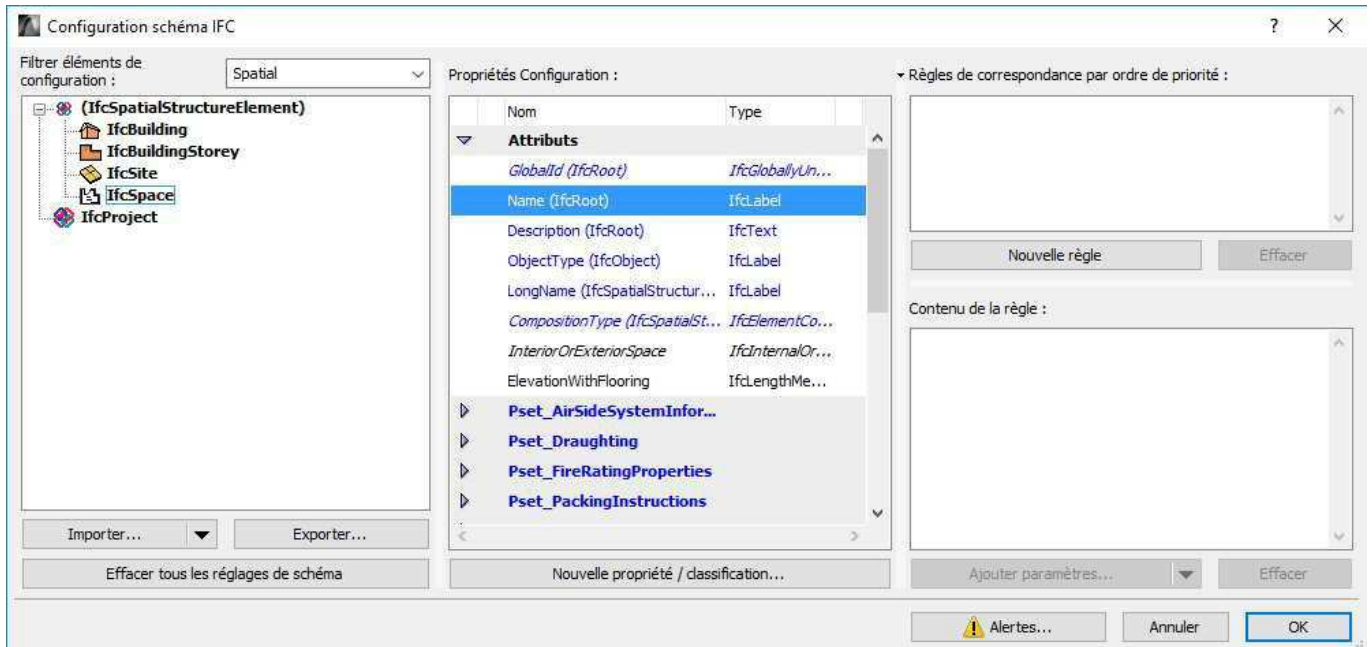 Configuration schéma IFC
?
Filtrer éléments de
configuration :
Spatial
(IfcSpatialStructureElement)
IfcBuilding
IfcBuildingStorey
IfcSite
IfcSpace
IfcProject
Importer...
Exporter...
Effacer tous les réglages de schéma
Propriétés Configuration :
Nom Type
Attributs
GlobalId (IfcRoot) IfcGloballyUn...
Name (IfcRoot) IfcLabel
Description (IfcRoot) IfcText
ObjectType (IfcObject) IfcLabel
LongName (IfcSpatialStructur... IfcLabel
CompositionType (IfcSpatialSt... IfcElementCo...
InteriorOrExteriorSpace IfcInternalOr...
ElevationWithFlooring IfcLengthMe...
Pset_AirSideSystemInfor...
Pset_Draughting
Pset_FireRatingProperties
Pset_PackingInstructions
Nouvelle propriété / classification...
Règles de correspondance par ordre de priorité :
Nouvelle règle
Effacer
Contenu de la règle :
Ajouter paramètres...
Effacer
Alertes...
Annuler
OK